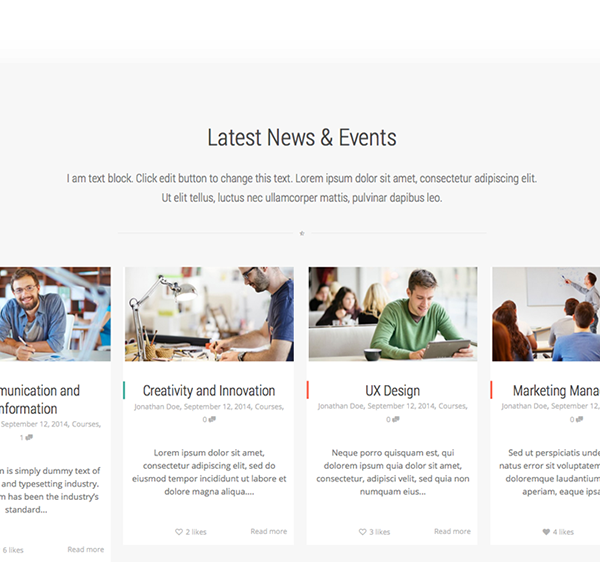 Latest News & Events
I am text block. Click edit button to change this text. Lorem ipsum dolor sit amet, consectetur adipiscing elit.
Ut elit tellus, luctus nec ullamcorper mattis, pulvinar dapibus leo.
munication and
nformation
September 12, 2014, Courses,
1
n is simply dummy text of
and typesetting industry.
m has been the industry's
standard...
6 likes
Read more
Creativity and Innovation
Jonathan Doe, September 12, 2014, Courses,
0
Lorem ipsum dolor sit amet,
consectetur adipiscing elit, sed do
eiusmod tempor incididunt ut labore et
dolore magna aliqua....
2 likes
Read more
UX Design
Jonathan Doe, September 12, 2014, Courses,
0
Neque porro quisquam est, qui
dolorem ipsum quia dolor sit amet,
consectetur, adipisci velit, sed quia non
numquam eius...
3 likes
Read more
Marketing Mana
Jonathan Doe, September 12, 2014
0
Sed ut perspiciatis unde
natus error sit voluptatem
doloremque laudantium
aperiam, eaque ipsa
4 likes